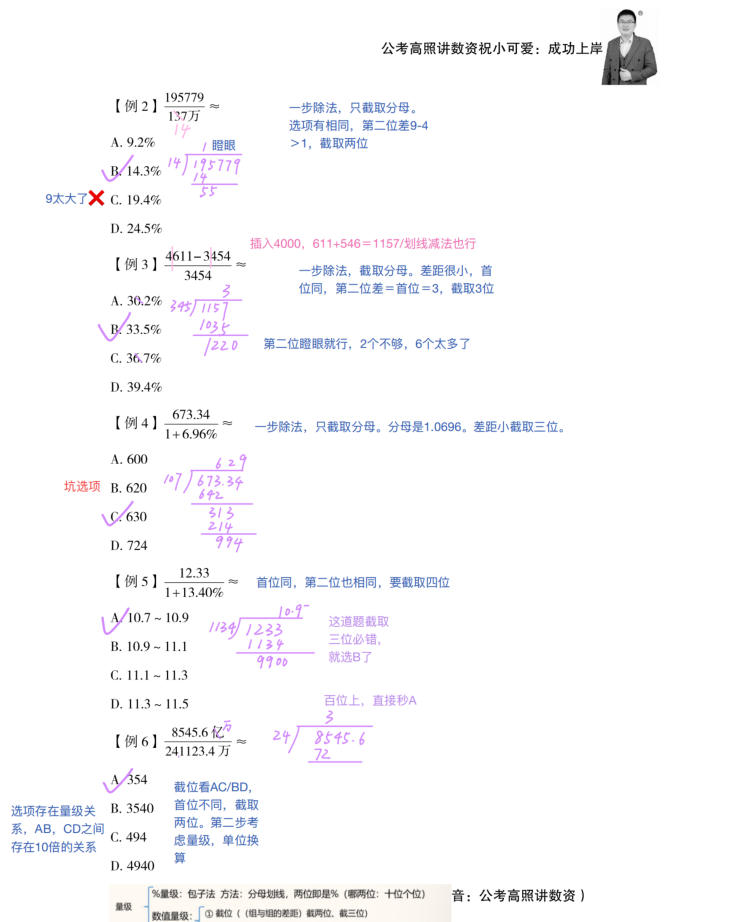 公考高照讲数资祝小可爱：成功上岸
【例 2】195779/137万≈
14
一步除法，只截取分母。
选项有相同，第二位差9-4
＞1，截取两位
A. 9.2%
B. 14.3%
9太大了❌ C. 19.4%
D. 24.5%
1 瞪眼
14 195779
14
55
插入4000，611+546＝1157/划线减法也行
【例 3】4611−3454/3454≈
一步除法，截取分母。差距很小，首
位同，第二位差＝首位＝3，截取3位
A. 30.2%
B. 33.5%
C. 36.7%
D. 39.4%
3
345 1157
1035
1220
第二位瞪眼就行，2个不够，6个太多了
【例 4】673.34/1+6.96%≈
一步除法，只截取分母。分母是1.0696。差距小截取三位。
A. 600
坑选项 B. 620
C. 630
D. 724
629
107 673.34
642
313
214
994
【例 5】12.33/1+13.40%≈
首位同，第二位也相同，要截取四位
A. 10.7 ~ 10.9
B. 10.9 ~ 11.1
C. 11.1 ~ 11.3
D. 11.3 ~ 11.5
10.9⁻
1134 1233
1134
9900
这道题截取
三位必错，
就选B了
【例 6】8545.6 亿/241123.4 万≈
万
百位上，直接秒A
3
24 8545.6
72
A. 354
B. 3540
C. 494
D. 4940
选项存在量级关
系，AB，CD之间
存在10倍的关系
截位看AC/BD，
首位不同，截取
两位。第二步考
虑量级，单位换
算
音：公考高照讲数资）
量级
%量级：包子法 方法：分母划线，两位即是%（哪两位：十位个位）
数值量级：① 截位（（组与组的差距）截两位、截三位）